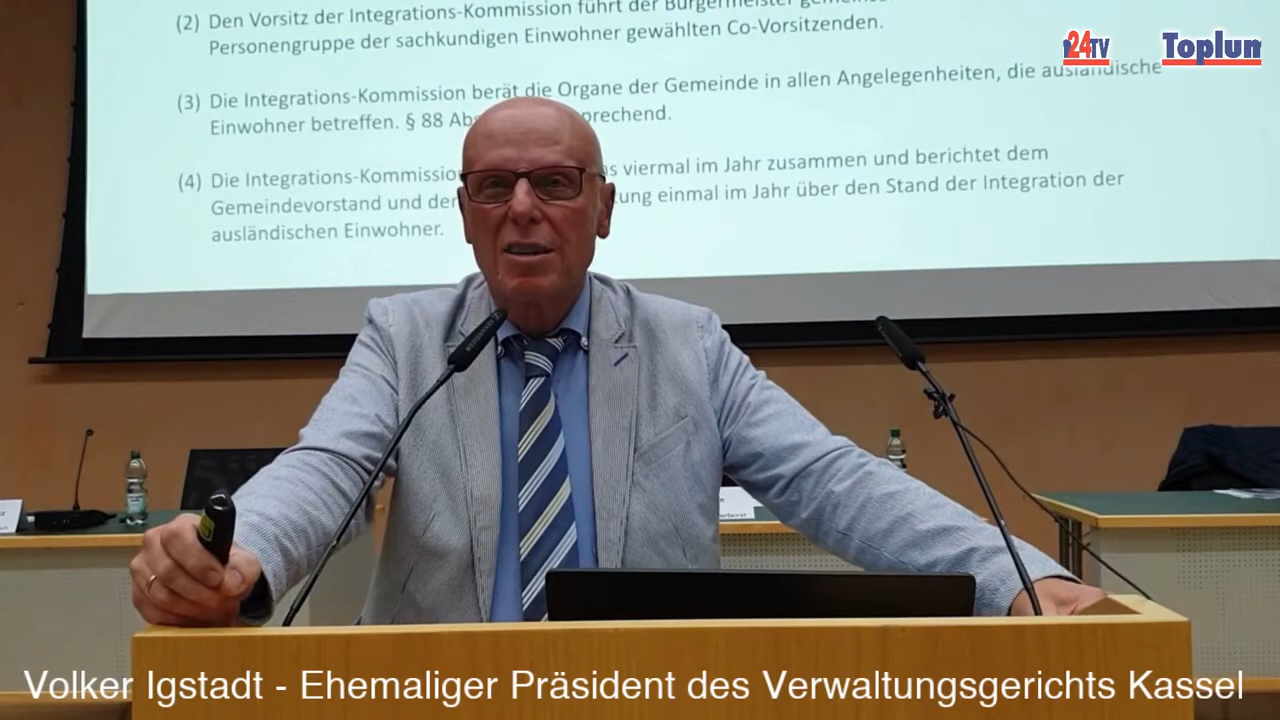 (2) Den Vorsitz der Integrations-Kommission führt der Bürgermeister
Personengruppe der sachkundigen Einwohner gewählten Co-Vorsitzenden.
24TV
Toplun
(3) Die Integrations-Kommission berät die Organe der Gemeinde in allen Angelegenheiten, die ausländische
Einwohner betreffen. § 88
(4) Die viermal im Jahr zusammen und berichtet dem
Gemeindevorstand und der einmal im Jahr über den Stand der Integration der
ausländischen Einwohner.
Volker Igstadt - Ehemaliger Präsident des Verwaltungsgerichts Kassel